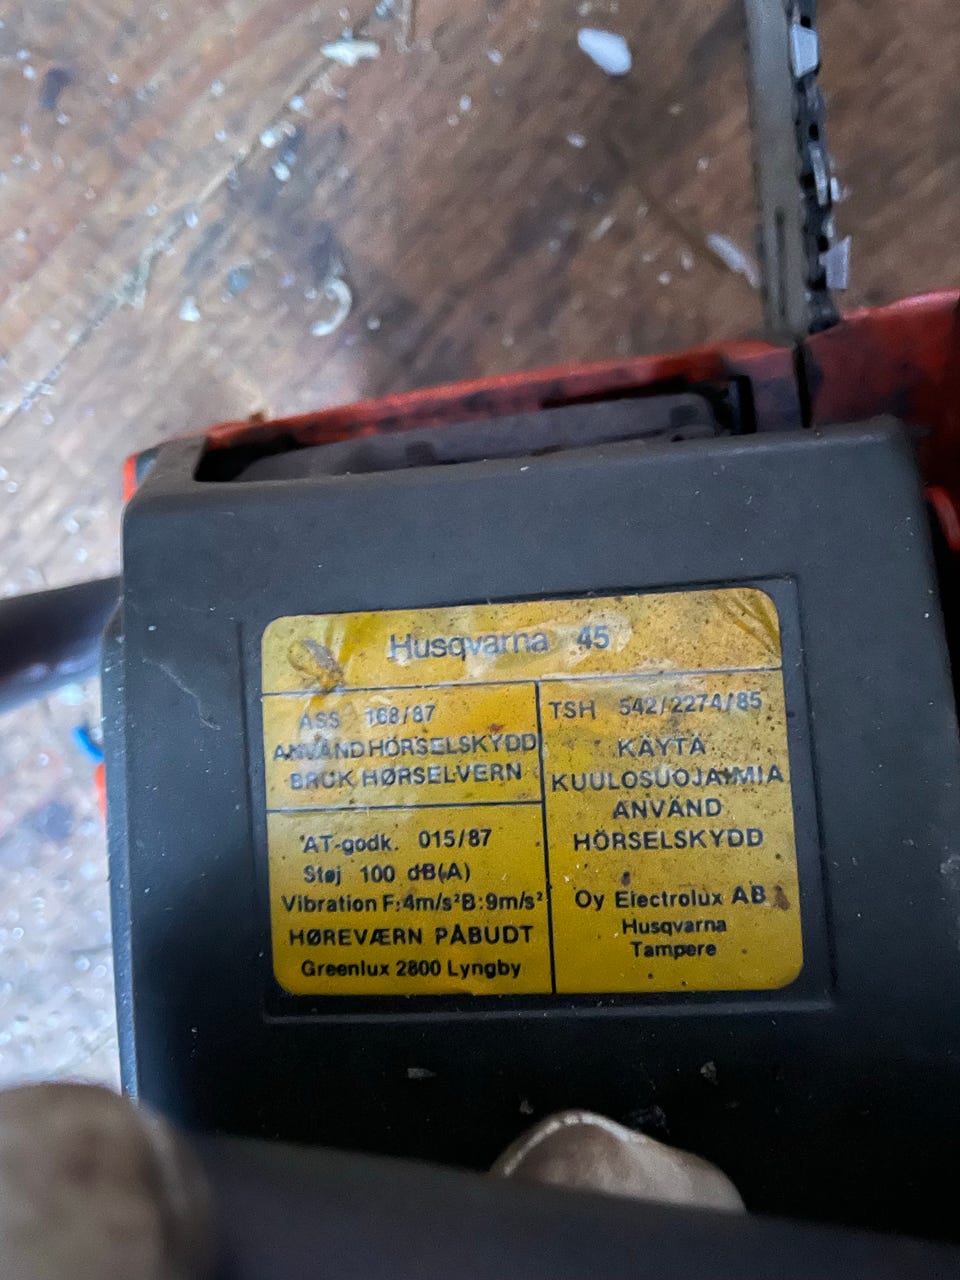 Husqvarna 45
ASS 168/87
ANVÄND HÖRSELSKYDD
BRUK HØRSELVERN
AT-godk. 015/87
Støj 100 dB(A)
Vibration F:4m/s² B:9m/s²
HØREVÆRN PÅBUDT
Greenlux 2800 Lyngby
TSH 542/2274/85
KÄYTÄ
KUULOSUOJAIMIA
ANVÄND
HÖRSELSKYDD
Oy Electrolux AB
Husqvarna
Tampere